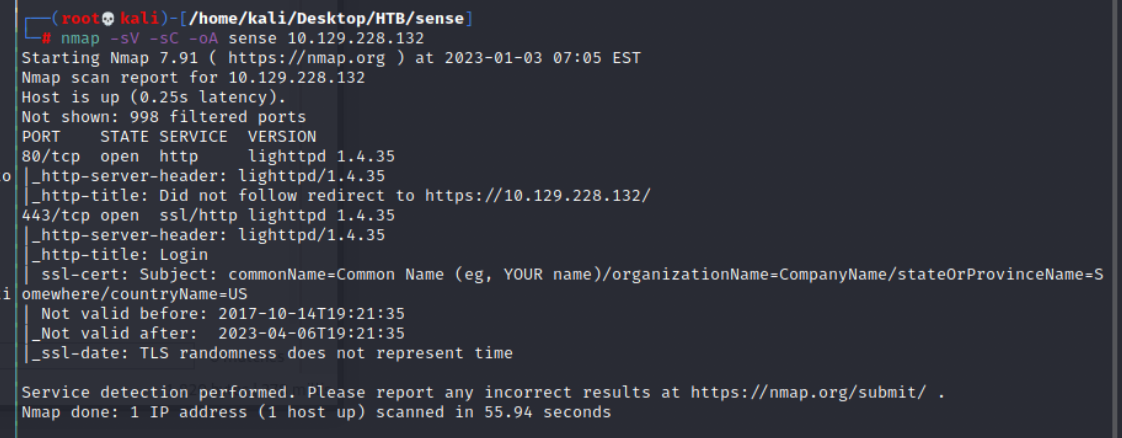 ┌──(root💀kali)-[/home/kali/Desktop/HTB/sense]
└─# nmap -sV -sC -oA sense 10.129.228.132
Starting Nmap 7.91 ( https://nmap.org ) at 2023-01-03 07:05 EST
Nmap scan report for 10.129.228.132
Host is up (0.25s latency).
Not shown: 998 filtered ports
PORT    STATE SERVICE  VERSION
80/tcp  open  http     lighttpd 1.4.35
|_http-server-header: lighttpd/1.4.35
|_http-title: Did not follow redirect to https://10.129.228.132/
443/tcp open  ssl/http lighttpd 1.4.35
|_http-server-header: lighttpd/1.4.35
|_http-title: Login
| ssl-cert: Subject: commonName=Common Name (eg, YOUR name)/organizationName=CompanyName/stateOrProvinceName=S
omewhere/countryName=US
| Not valid before: 2017-10-14T19:21:35
|_Not valid after:  2023-04-06T19:21:35
|_ssl-date: TLS randomness does not represent time

Service detection performed. Please report any incorrect results at https://nmap.org/submit/ .
Nmap done: 1 IP address (1 host up) scanned in 55.94 seconds